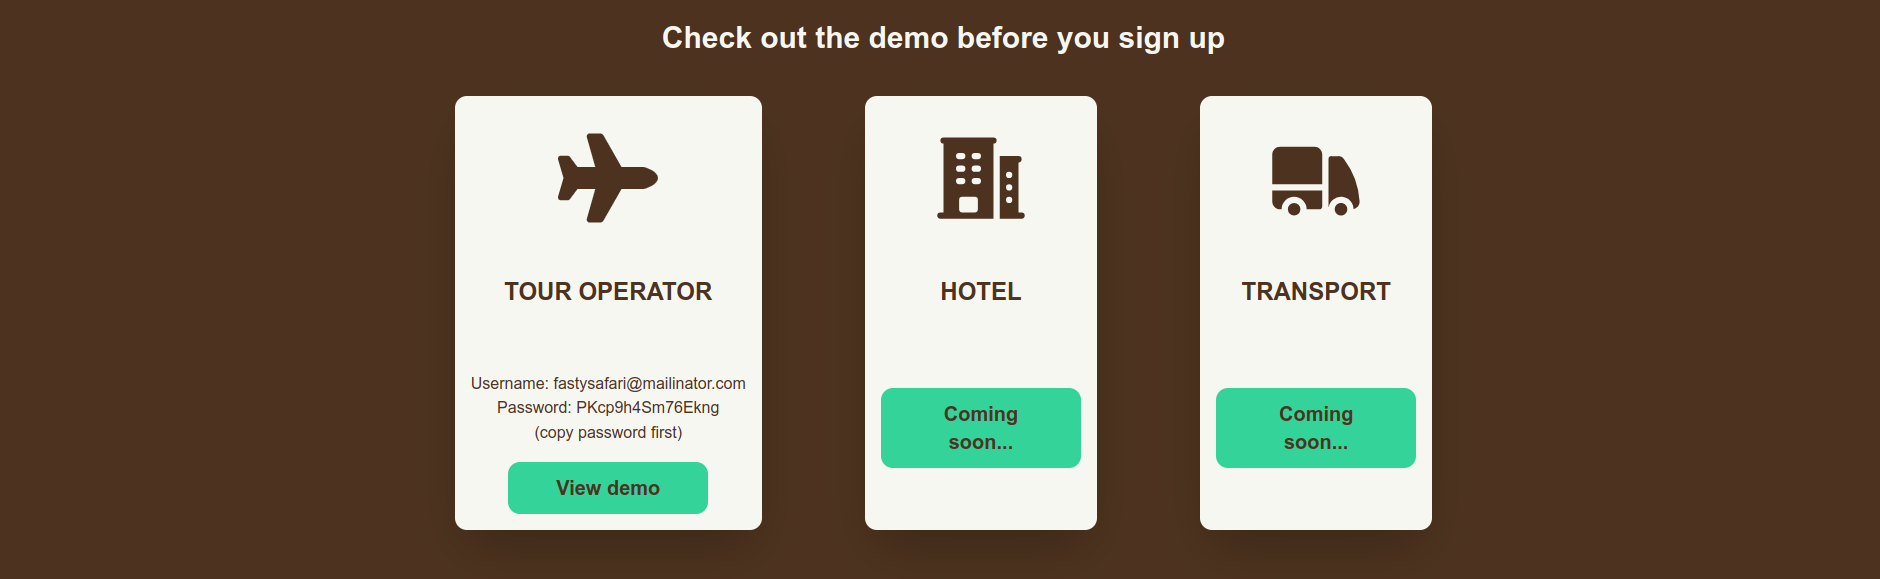 Check out the demo before you sign up
TOUR OPERATOR
Username: fastysafari@mailinator.com
Password: PKcp9h4Sm76Ekng
(copy password first)
View demo
HOTEL
Coming
soon...
TRANSPORT
Coming
soon...